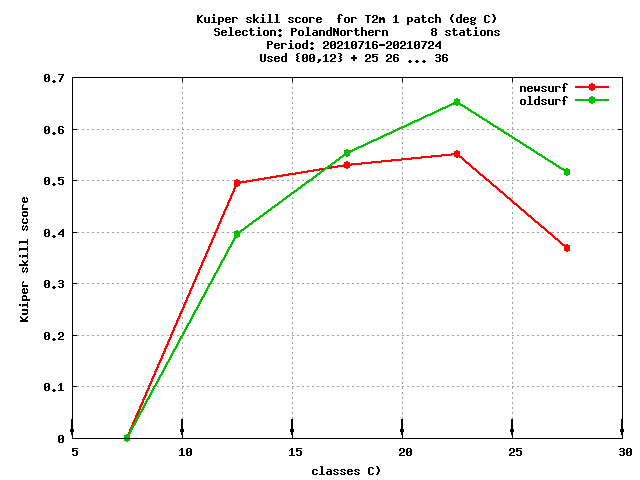 Kuiper skill score  for T2m 1 patch (deg C)
Selection: PolandNorthern      8 stations
Period: 20210716-20210724
Used {00,12} + 25 26 ... 36
newsurf
oldsurf
0.7
0.6
0.5
0.4
0.3
0.2
0.1
0
Kuiper skill score
5 10 15 20 25 30
classes C)